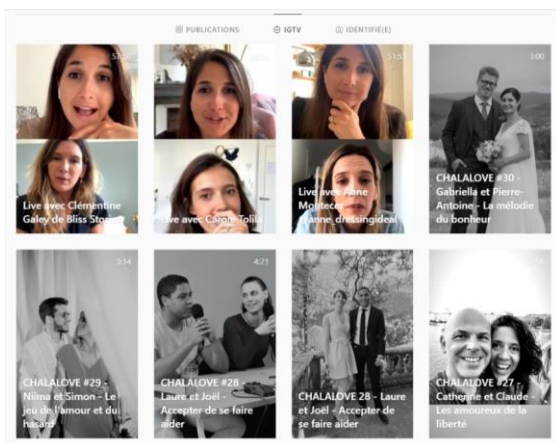 PUBLICATIONS
IGTV
IDENTIFIÉ(E)
Live avec Clémentine
Galey de Bliss Stories
Live avec Carole Tolila
51:53
Live avec Anne
Montecer
3:00
CHALALOVE #30 -
Gabriella et Pierre-
Antoine - La mélodie
du bonheur
3:14
CHALALOVE #29 -
Niima et Simon - Le
jeu de l'amour et du
hasard
4:21
CHALALOVE #28 -
Laure et Joël -
Accepter de se faire
aider
CHALALOVE 28 - Laure
et Joël - Accepter de
se faire aider
CHALALOVE #27 -
Catherine et Claude -
Les amoureux de la
liberté